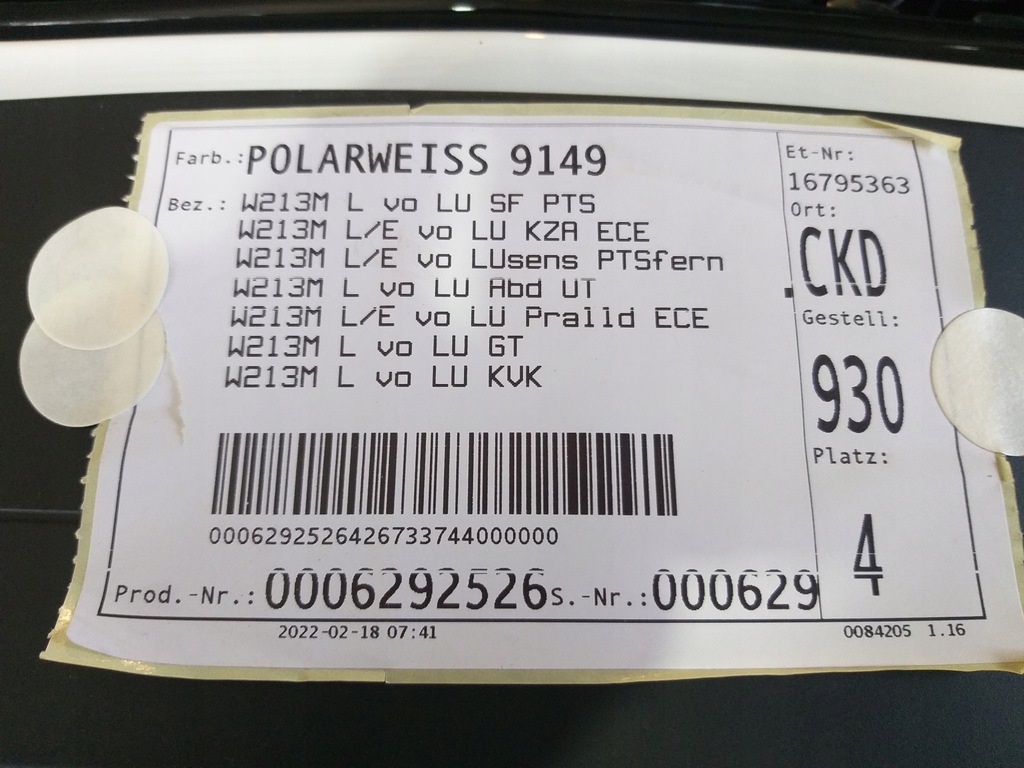 Farb.: POLARWEISS 9149
Bez.: W213M L vo LU SF PTS
W213M L/E vo LU KZA ECE
W213M L/E vo LUsens PTSfern
W213M L vo LU Abd UT
W213M L/E vo LU Pralld ECE
W213M L vo LU GT
W213M L vo LU KVK
0006292526426733744000000
Prod.-Nr.: 0006292526 S.-Nr.: 000629
2022-02-18 07:41
Et-Nr:
16795363
Ort:
.CKD
Gestell:
930
Platz:
4
0084205 1.16